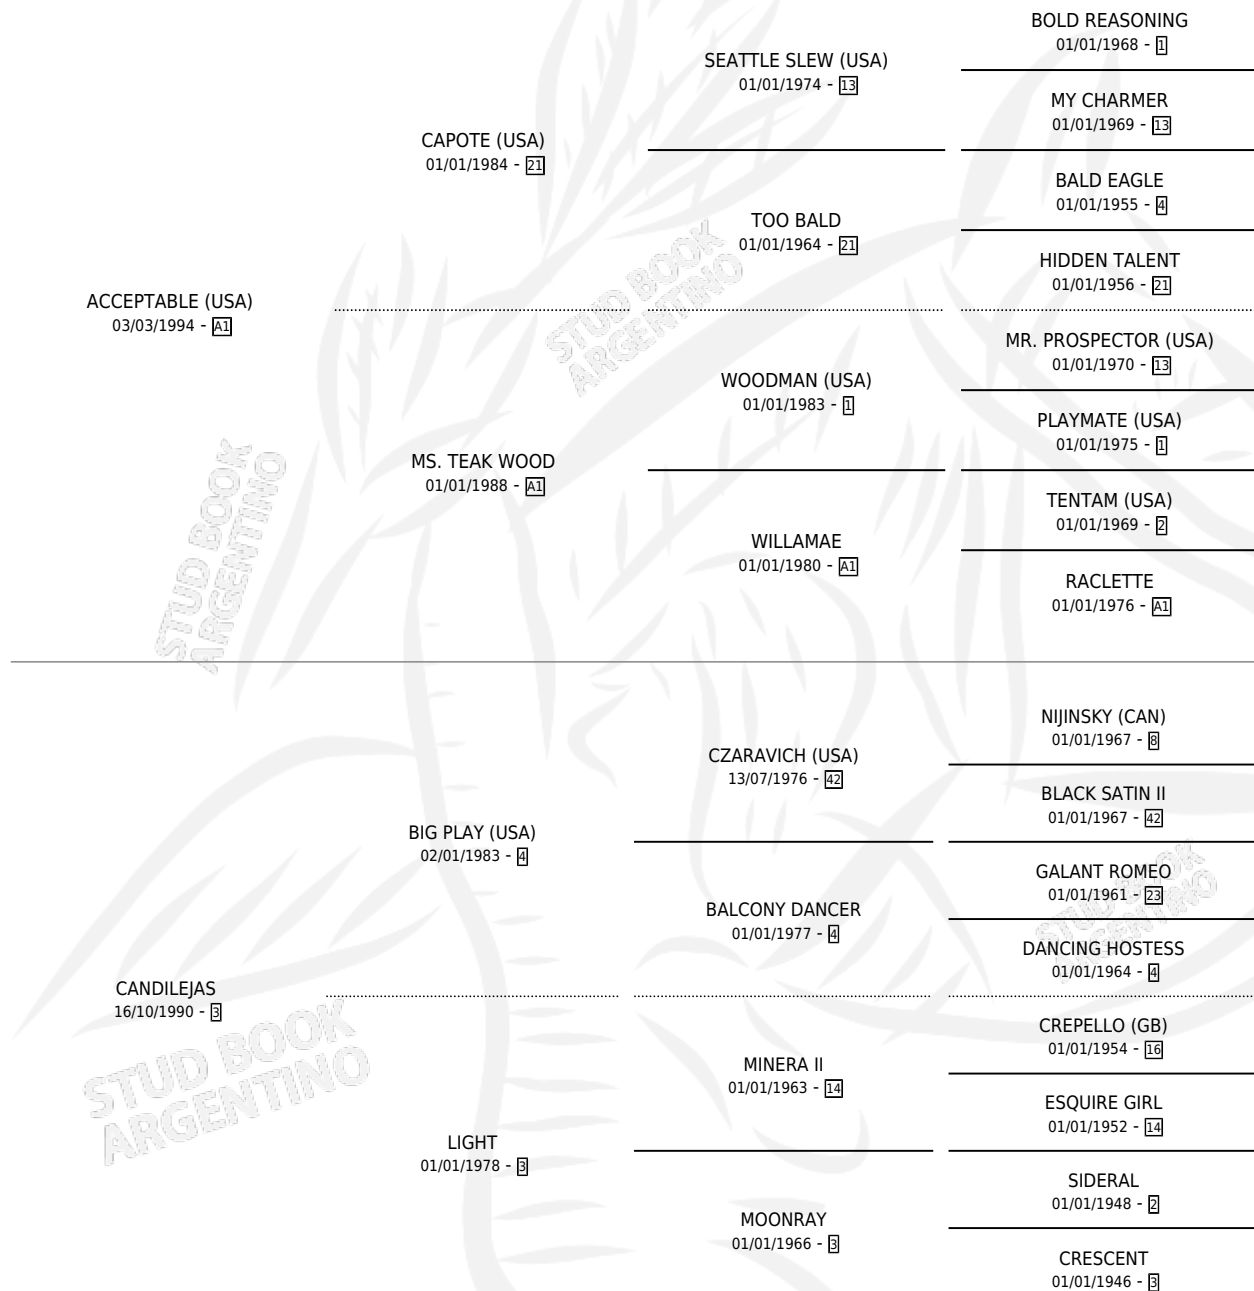 BOLD REASONING
01/01/1968 - 1
SEATTLE SLEW (USA)
01/01/1974 - 13
MY CHARMER
01/01/1969 - 13
CAPOTE (USA)
01/01/1984 - 21
BALD EAGLE
01/01/1955 - 4
TOO BALD
01/01/1964 - 21
HIDDEN TALENT
01/01/1956 - 21
ACCEPTABLE (USA)
03/03/1994 - A1
MR. PROSPECTOR (USA)
01/01/1970 - 13
WOODMAN (USA)
01/01/1983 - 1
PLAYMATE (USA)
01/01/1975 - 1
MS. TEAK WOOD
01/01/1988 - A1
TENTAM (USA)
01/01/1969 - 2
WILLAMAE
01/01/1980 - A1
RACLETTE
01/01/1976 - A1
NIJINSKY (CAN)
01/01/1967 - 8
CZARAVICH (USA)
13/07/1976 - 42
BLACK SATIN II
01/01/1967 - 42
BIG PLAY (USA)
02/01/1983 - 4
GALANT ROMEO
01/01/1961 - 23
BALCONY DANCER
01/01/1977 - 4
DANCING HOSTESS
01/01/1964 - 4
CANDILEJAS
16/10/1990 - 3
CREPELLO (GB)
01/01/1954 - 16
MINERA II
01/01/1963 - 14
ESQUIRE GIRL
01/01/1952 - 14
LIGHT
01/01/1978 - 3
SIDERAL
01/01/1948 - 2
MOONRAY
01/01/1966 - 3
CRESCENT
01/01/1946 - 3
STUD BOOK
ARGENTINO
STUD BOOK
ARGENTINO
STUD BOOK
ARGENTINO
STUD BOOK
ARGENTINO